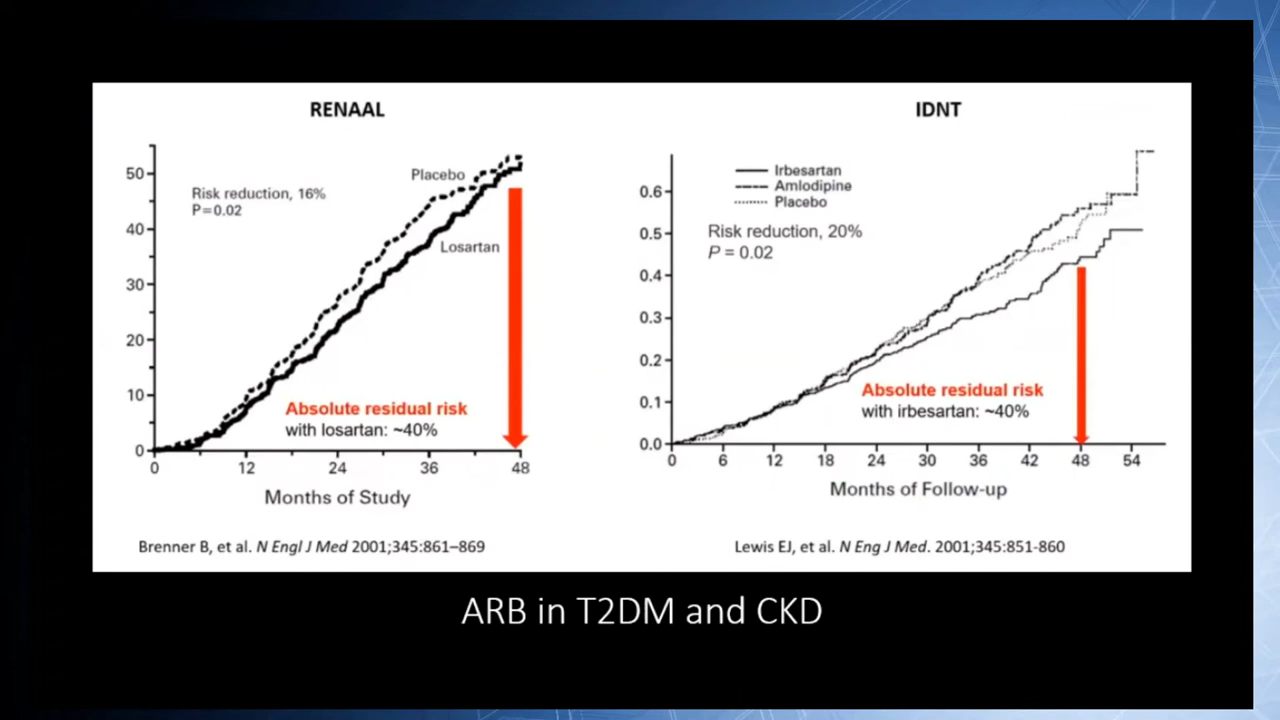 RENAAL
50
40
30
20
10
0
Placebo
Risk reduction, 16%
P=0.02
Losartan
Absolute residual risk
with losartan: ~40%
0 12 24 36 48
Months of Study
Brenner B, et al. N Engl J Med 2001;345:861–869
IDNT
0.6
0.5
0.4
0.3
0.2
0.1
0.0
Irbesartan
Amlodipine
Placebo
Risk reduction, 20%
P = 0.02
Absolute residual risk
with irbesartan: ~40%
0 6 12 18 24 30 36 42 48 54
Months of Follow-up
Lewis EJ, et al. N Eng J Med. 2001;345:851-860
ARB in T2DM and CKD